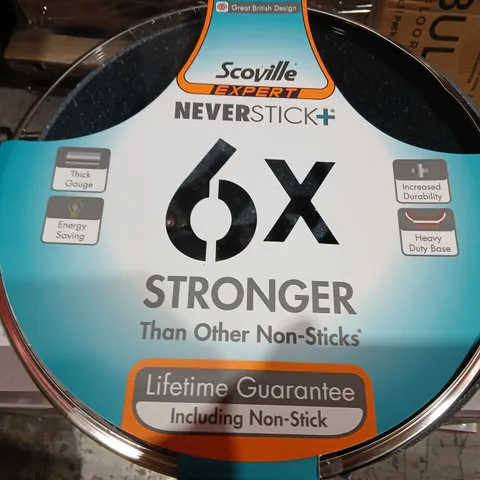 Great British Design
Scoville
EXPERT
NEVERSTICK+
6X
STRONGER
Than Other Non-Sticks*
Thick
Gauge
Energy
Saving
Increased
Durability
Heavy
Duty Base
Lifetime Guarantee
Including Non-Stick
BUL